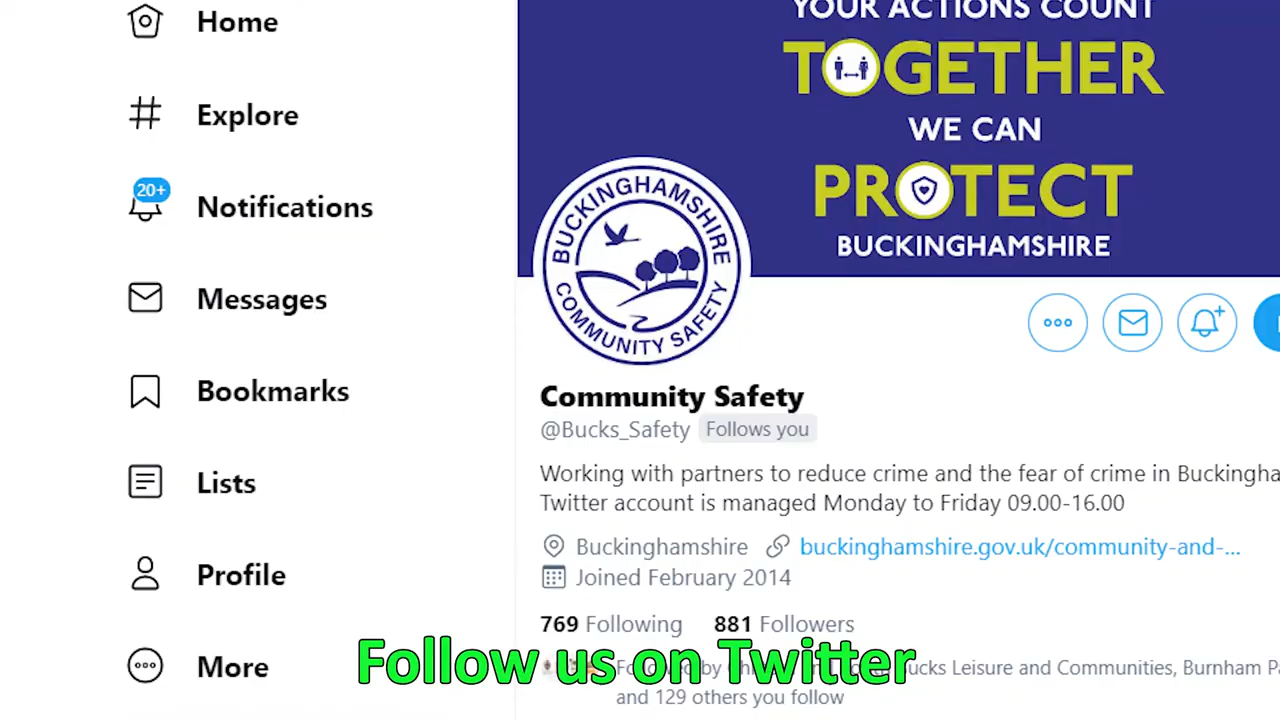 Home
Explore
20+
Notifications
Messages
Bookmarks
Lists
Profile
More
YOUR ACTIONS COUNT
TOGETHER
WE CAN
PROTECT
BUCKINGHAMSHIRE
BUCKINGHAMSHIRE
COMMUNITY SAFETY
Community Safety
@Bucks_Safety Follows you
Working with partners to reduce crime and the fear of crime in
Twitter account is managed Monday to Friday 09.00-16.00
Buckinghamshire buckinghamshire.gov.uk/community-and-...
Joined February 2014
769 Following 881 Followers
Follow us on Twitter
Bucks Leisure and Communities, Burnham
and 129 others you follow